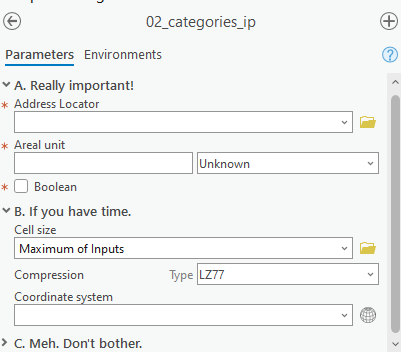 02_categories_ip
Parameters Environments
A. Really important!
* Address Locator
* Areal unit
Unknown
* Boolean
B. If you have time.
Cell size
Maximum of Inputs
Compression Type LZ77
Coordinate system
C. Meh. Don't bother.